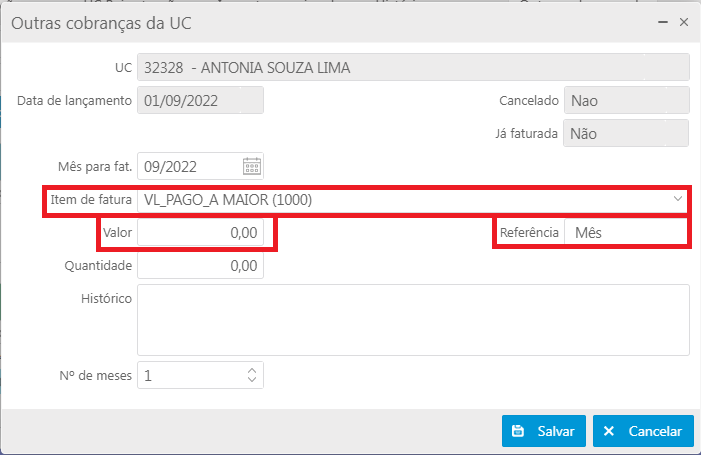 Outras cobranças da UC
UC 32328 - ANTONIA SOUZA LIMA
Data de lançamento 01/09/2022 Cancelado Nao
Já faturada Não
Mês para fat. 09/2022
Item de fatura VL_PAGO_A MAIOR (1000)
Valor 0,00 Referência Mês
Quantidade 0,00
Histórico
Nº de meses 1
Salvar Cancelar